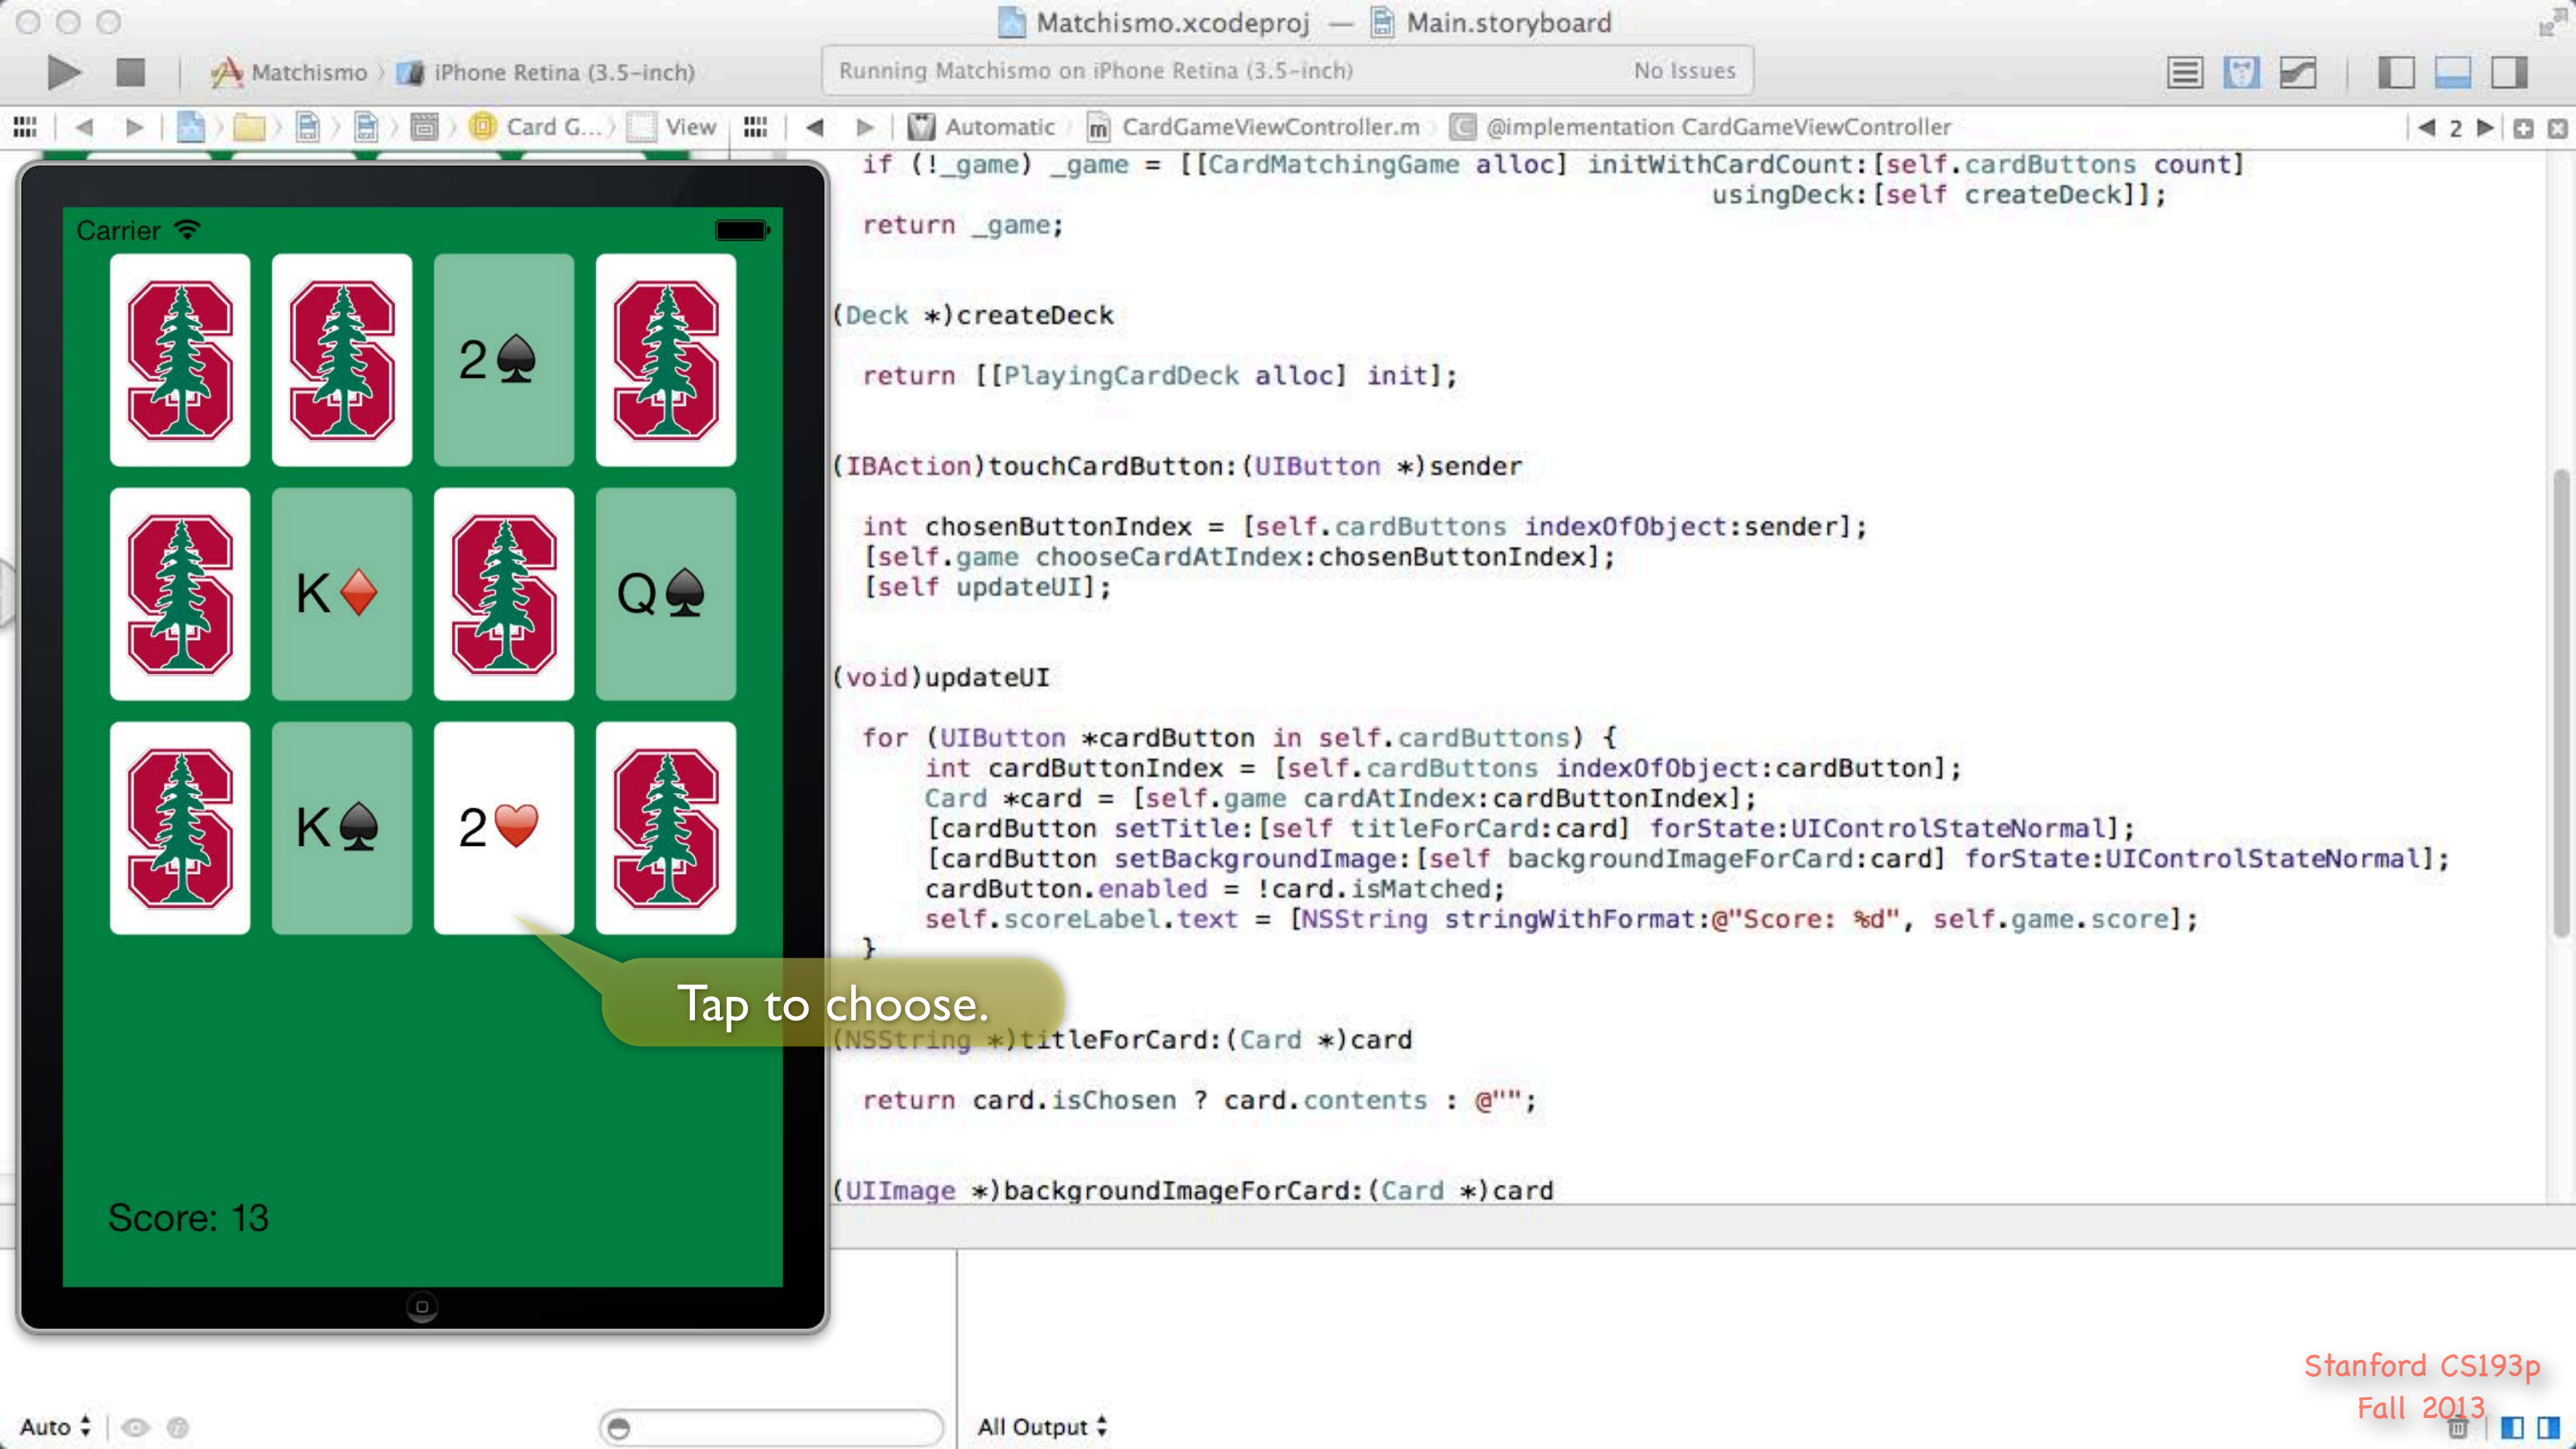 Matchismo.xcodeproj — Main.storyboard
Matchismo iPhone Retina (3.5-inch)
Running Matchismo on iPhone Retina (3.5-inch) No Issues
Card G... View
Automatic m CardGameViewController.m C @implementation CardGameViewController 2
Carrier
S S 2♠ S
S K♦ S Q♠
S K♠ 2♥ S
Score: 13
Tap to choose.
if (!_game) _game = [[CardMatchingGame alloc] initWithCardCount:[self.cardButtons count]
usingDeck:[self createDeck]];
return _game;
(Deck *)createDeck
return [[PlayingCardDeck alloc] init];
(IBAction)touchCardButton:(UIButton *)sender
int chosenButtonIndex = [self.cardButtons indexOfObject:sender];
[self.game chooseCardAtIndex:chosenButtonIndex];
[self updateUI];
(void)updateUI
for (UIButton *cardButton in self.cardButtons) {
int cardButtonIndex = [self.cardButtons indexOfObject:cardButton];
Card *card = [self.game cardAtIndex:cardButtonIndex];
[cardButton setTitle:[self titleForCard:card] forState:UIControlStateNormal];
[cardButton setBackgroundImage:[self backgroundImageForCard:card] forState:UIControlStateNormal];
cardButton.enabled = !card.isMatched;
self.scoreLabel.text = [NSString stringWithFormat:@"Score: %d", self.game.score];
}
(NSString *)titleForCard:(Card *)card
return card.isChosen ? card.contents : @"";
(UIImage *)backgroundImageForCard:(Card *)card
Auto
All Output
Stanford CS193p
Fall 2013